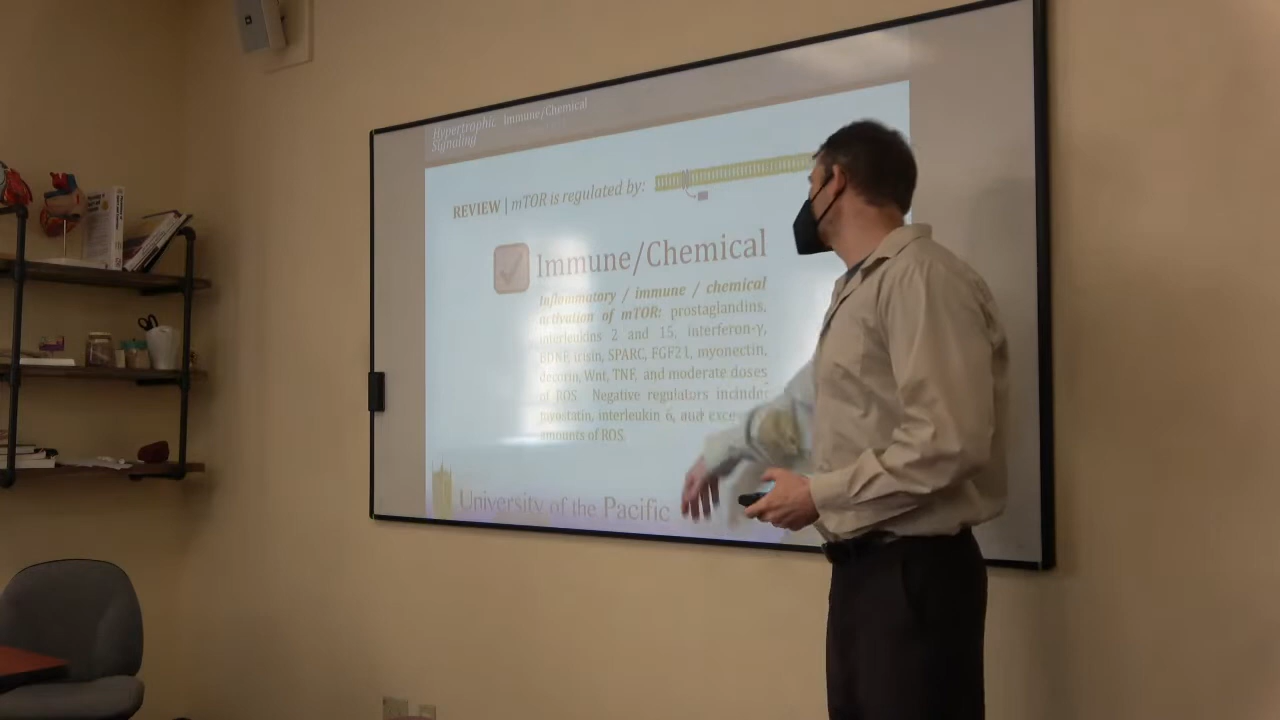 Hypertrophic Immune/Chemical
Signaling
REVIEW | mTOR is regulated by:
Immune/Chemical
Inflammatory / immune / chemical
activation of mTOR: prostaglandins,
interleukins 2 and 15, interferon-γ,
BDNF, irisin, SPARC, FGF21, myonectin,
decorin, Wnt, TNF, and moderate doses
of ROS. Negative regulators include:
myostatin, interleukin 6, and exce
amounts of ROS.
University of the Pacific